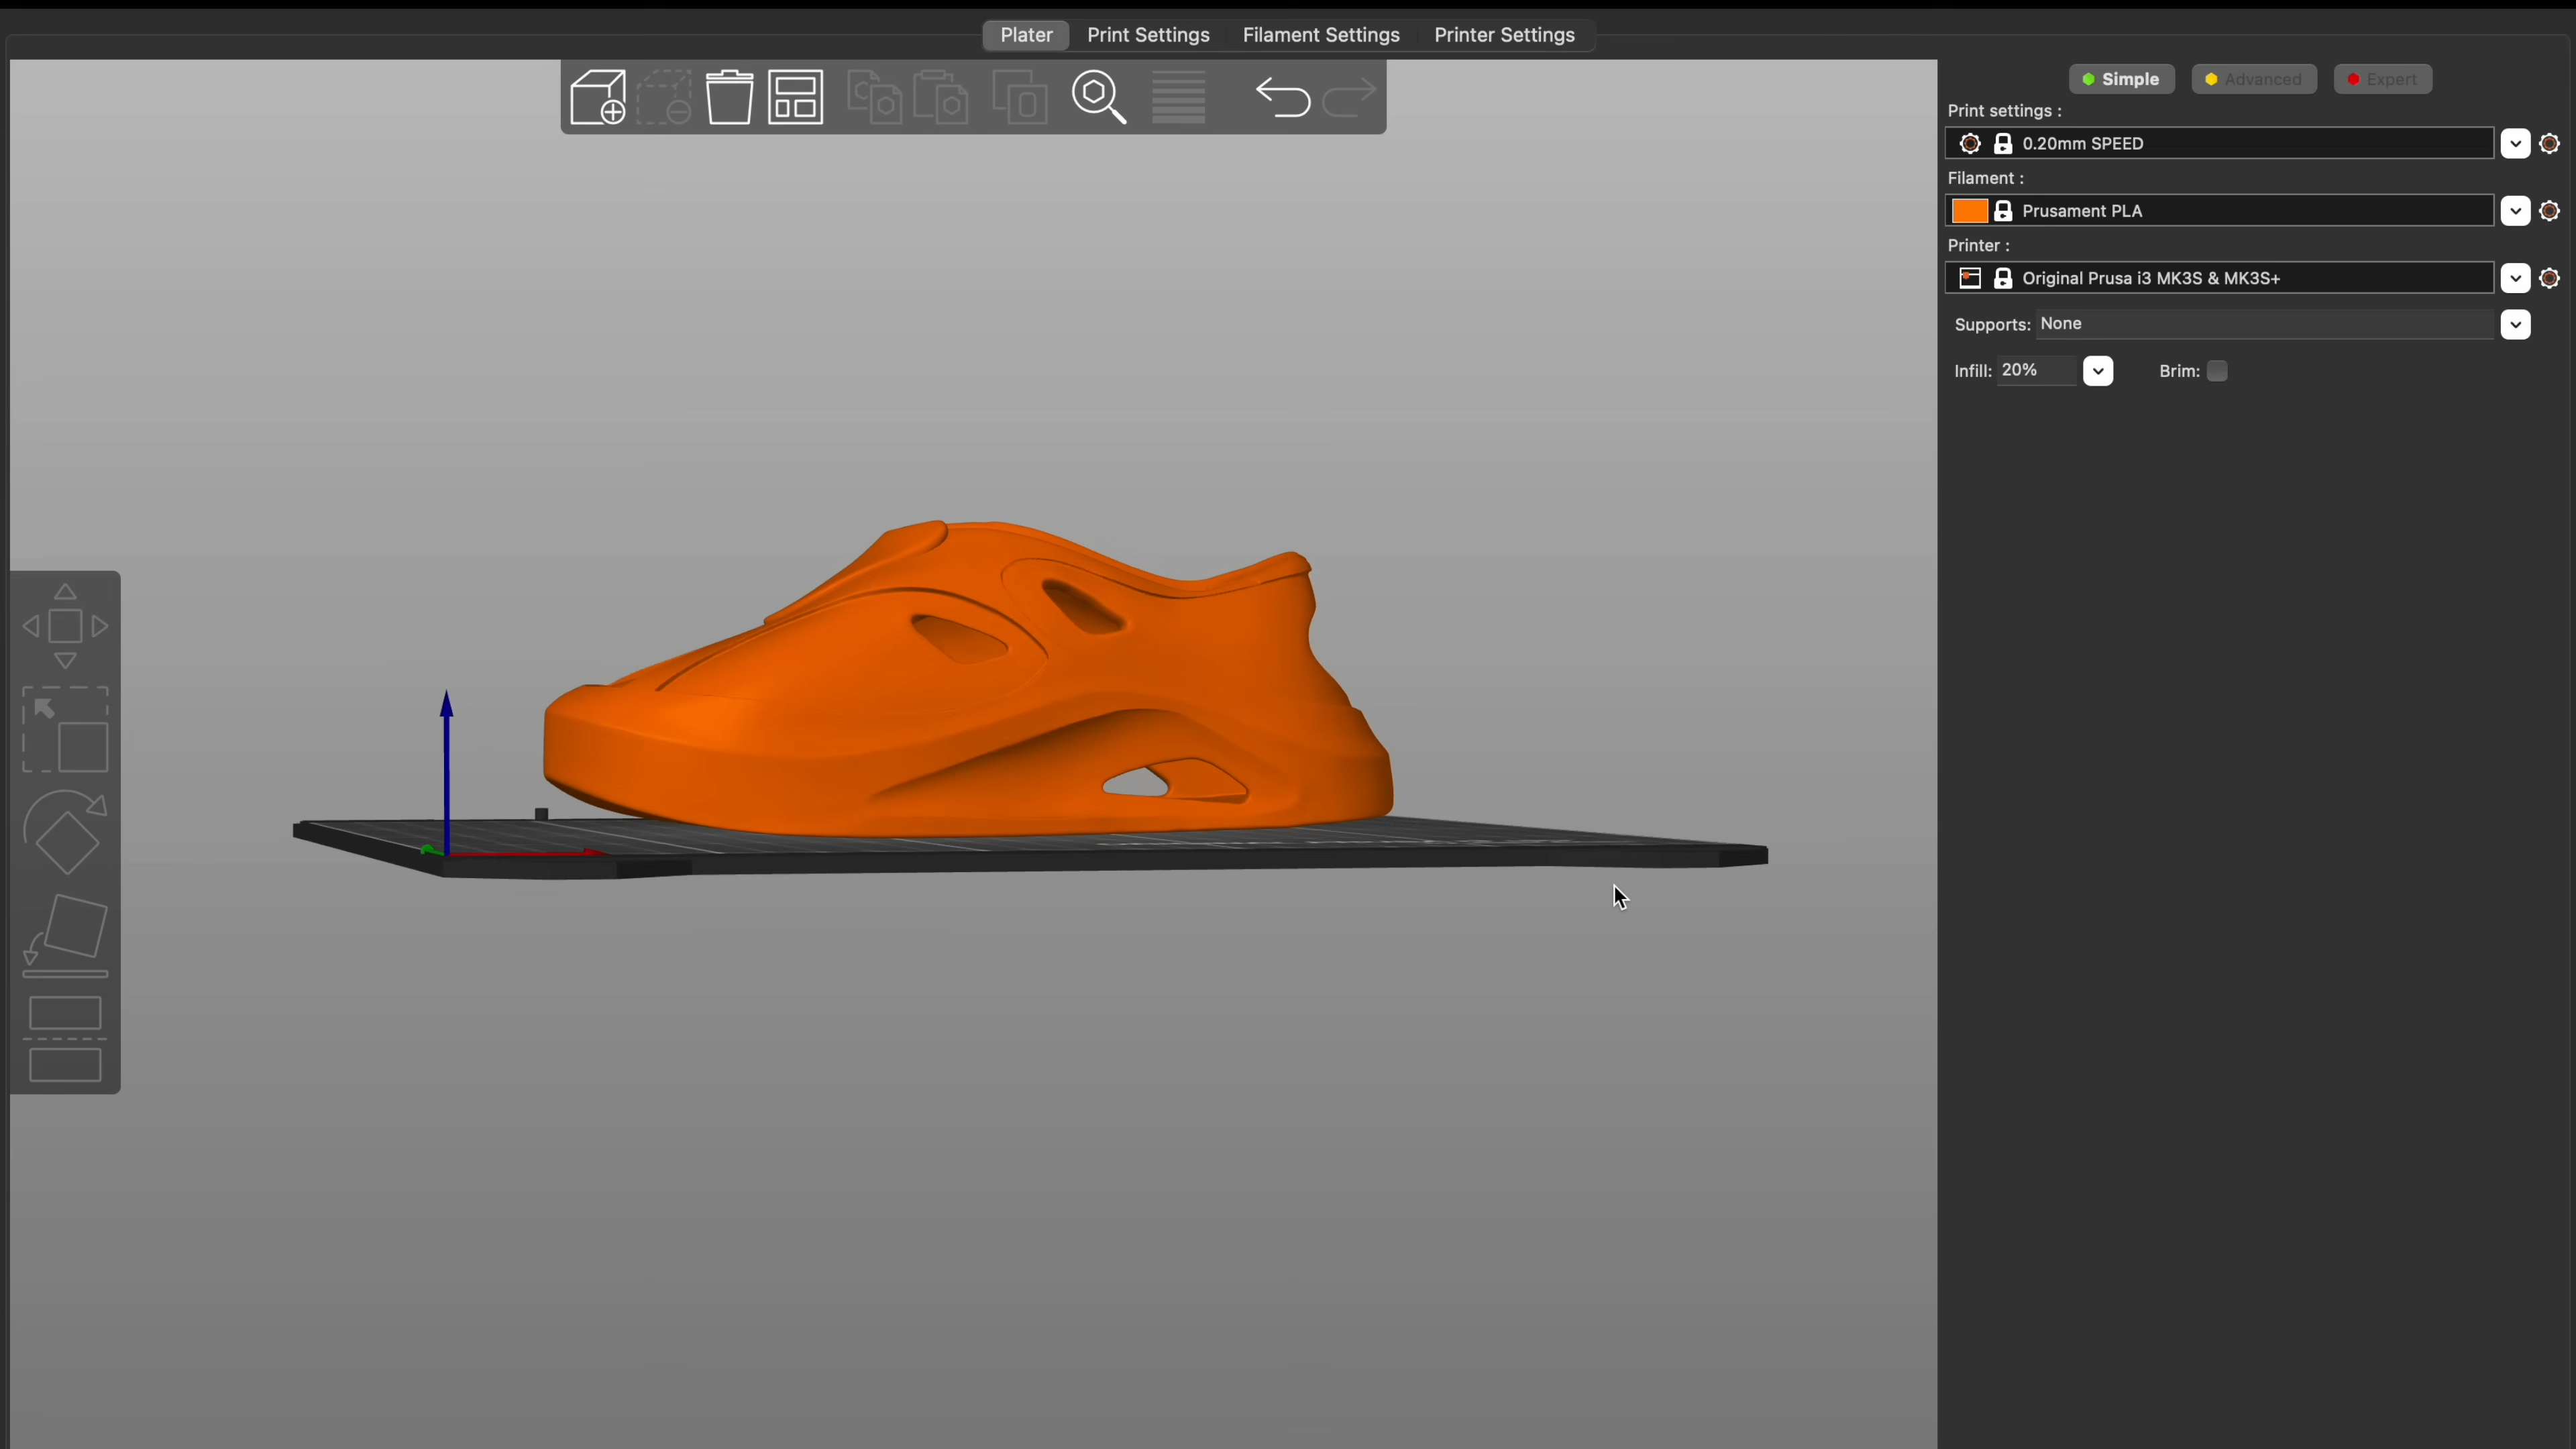 Plater Print Settings Filament Settings Printer Settings
Simple Advanced Expert
Print settings :
0.20mm SPEED
Filament :
Prusament PLA
Printer :
Original Prusa i3 MK3S & MK3S+
Supports: None
Infill: 20% Brim: